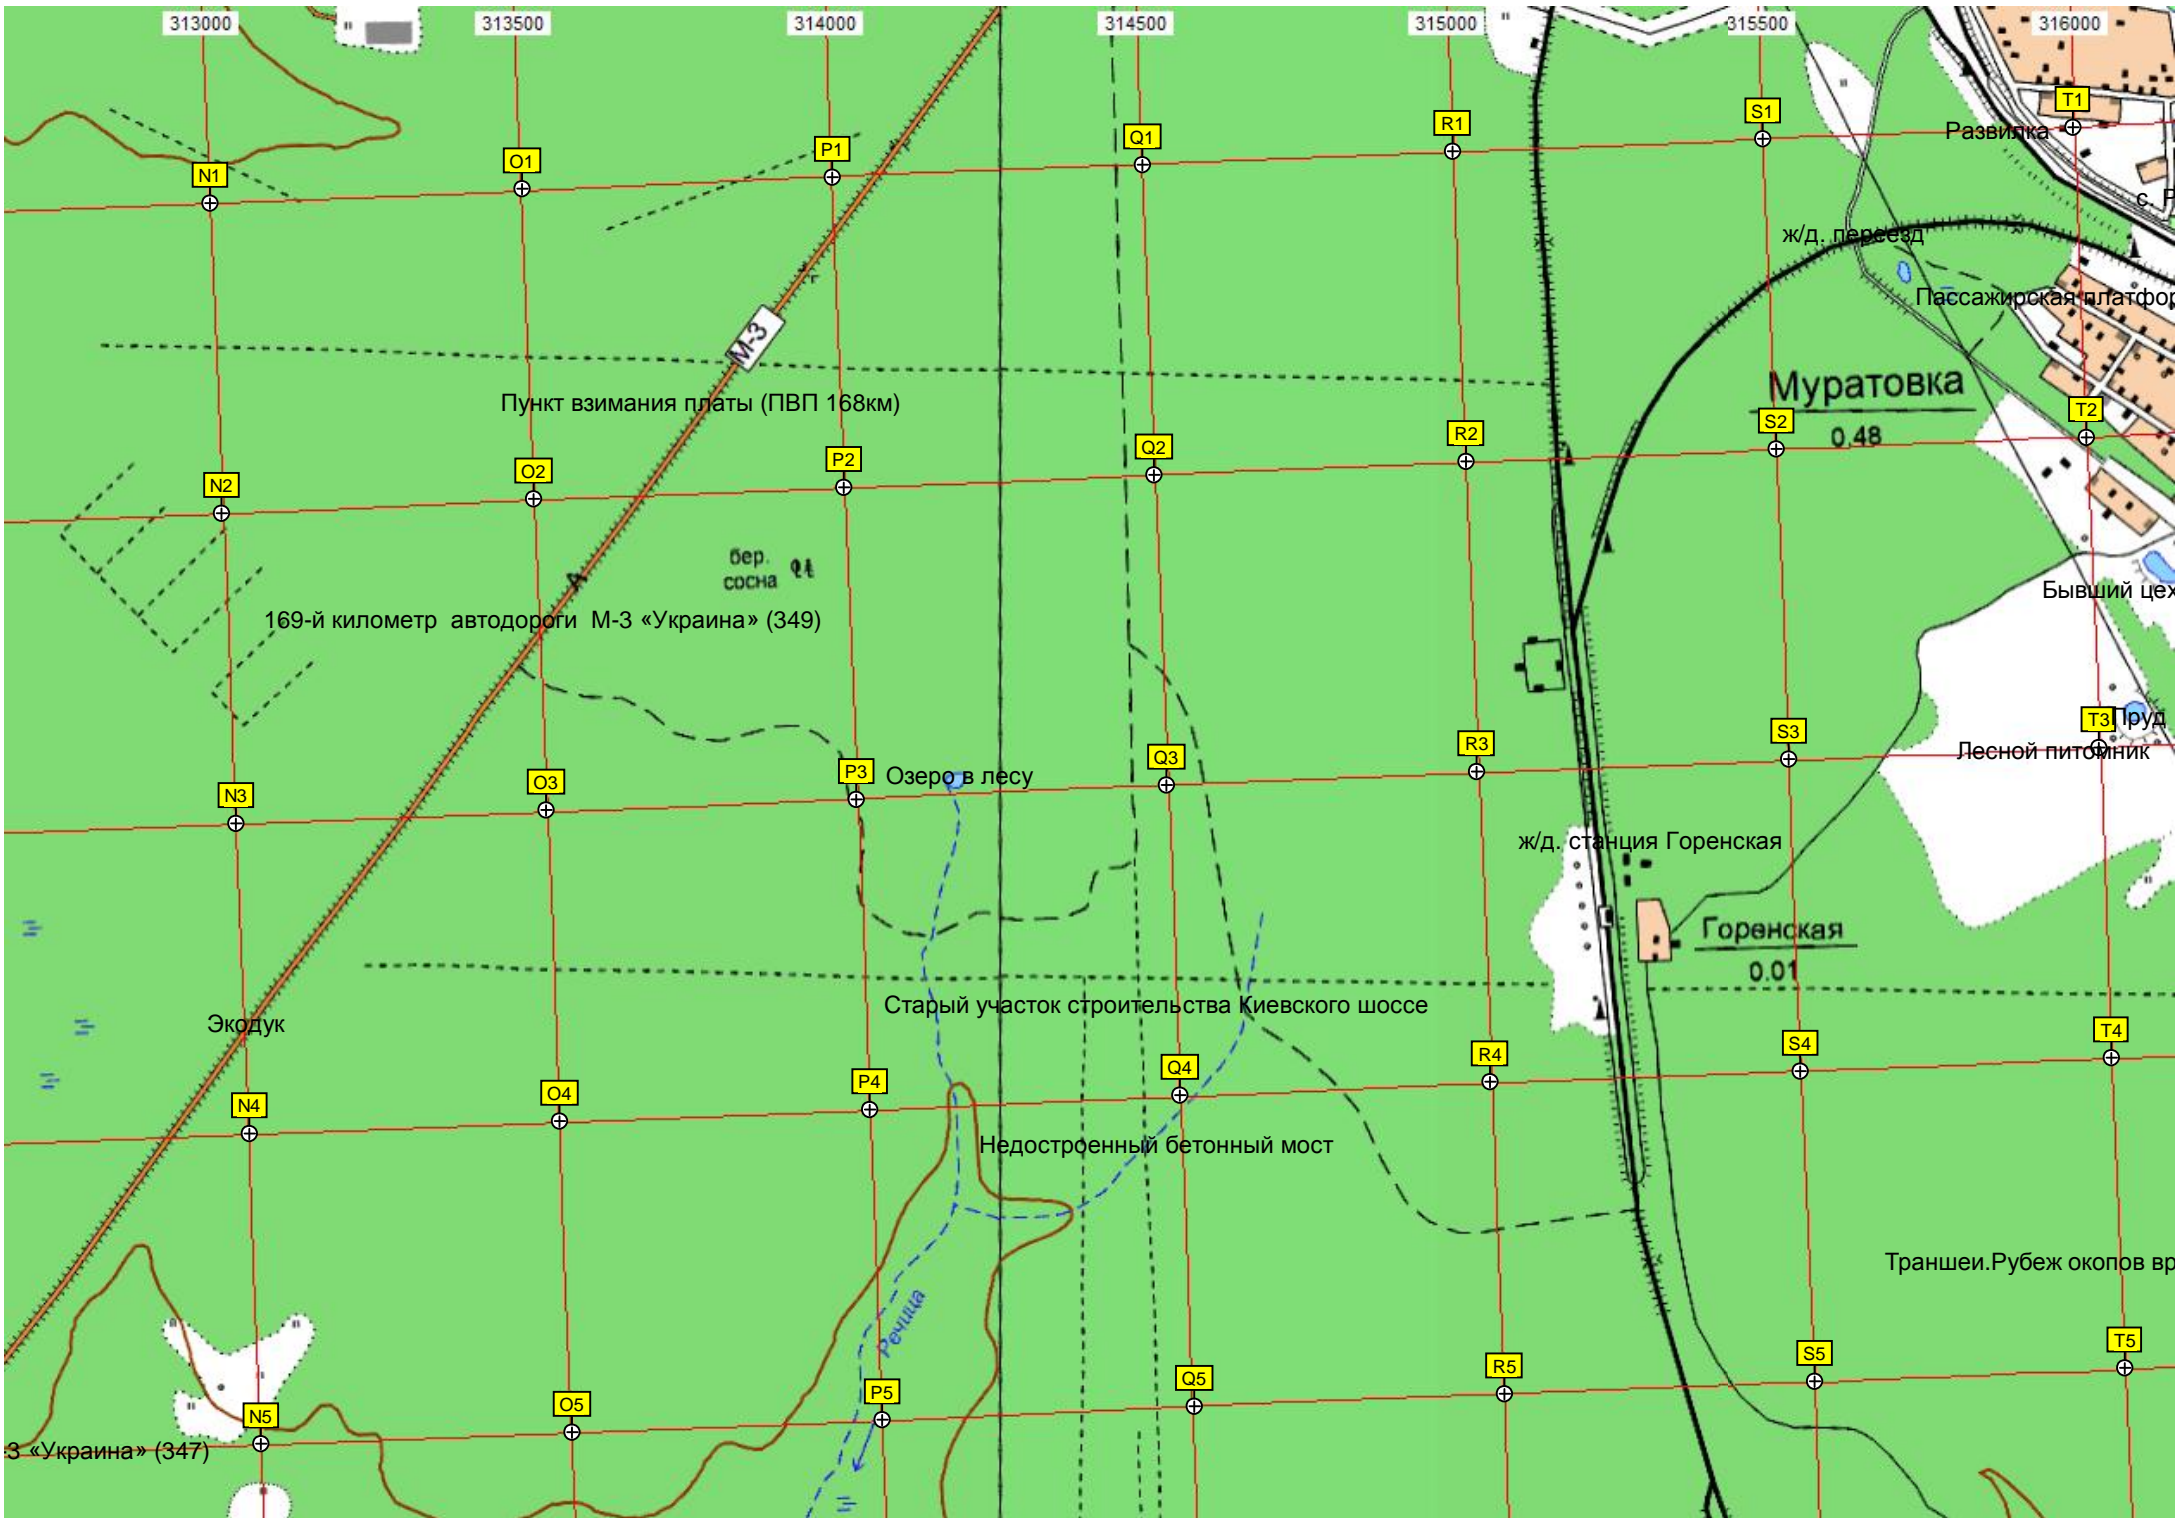 313000 313500 314000 314500 315000 315500 316000
T1
S1
Развилка
R1
Q1
P1
O1
N1
с. Р
ж/д. переезд
Пассажирская платфор
М-3
Муратовка
0.48
Пункт взимания платы (ПВП 168км)
T2
S2
R2
Q2
P2
O2
N2
бер.
сосна
Бывший цех
169-й километр автодороги М-3 «Украина» (349)
T3
Пруд
S3
Лесной питомник
R3
Q3
P3
Озеро в лесу
O3
N3
ж/д. станция Горенская
Горенская
0.01
Старый участок строительства Киевского шоссе
Экодук
T4
S4
R4
Q4
P4
O4
N4
Недостроенный бетонный мост
Траншеи.Рубеж окопов вр
Речица
T5
S5
R5
Q5
P5
O5
N5
3 «Украина» (347)